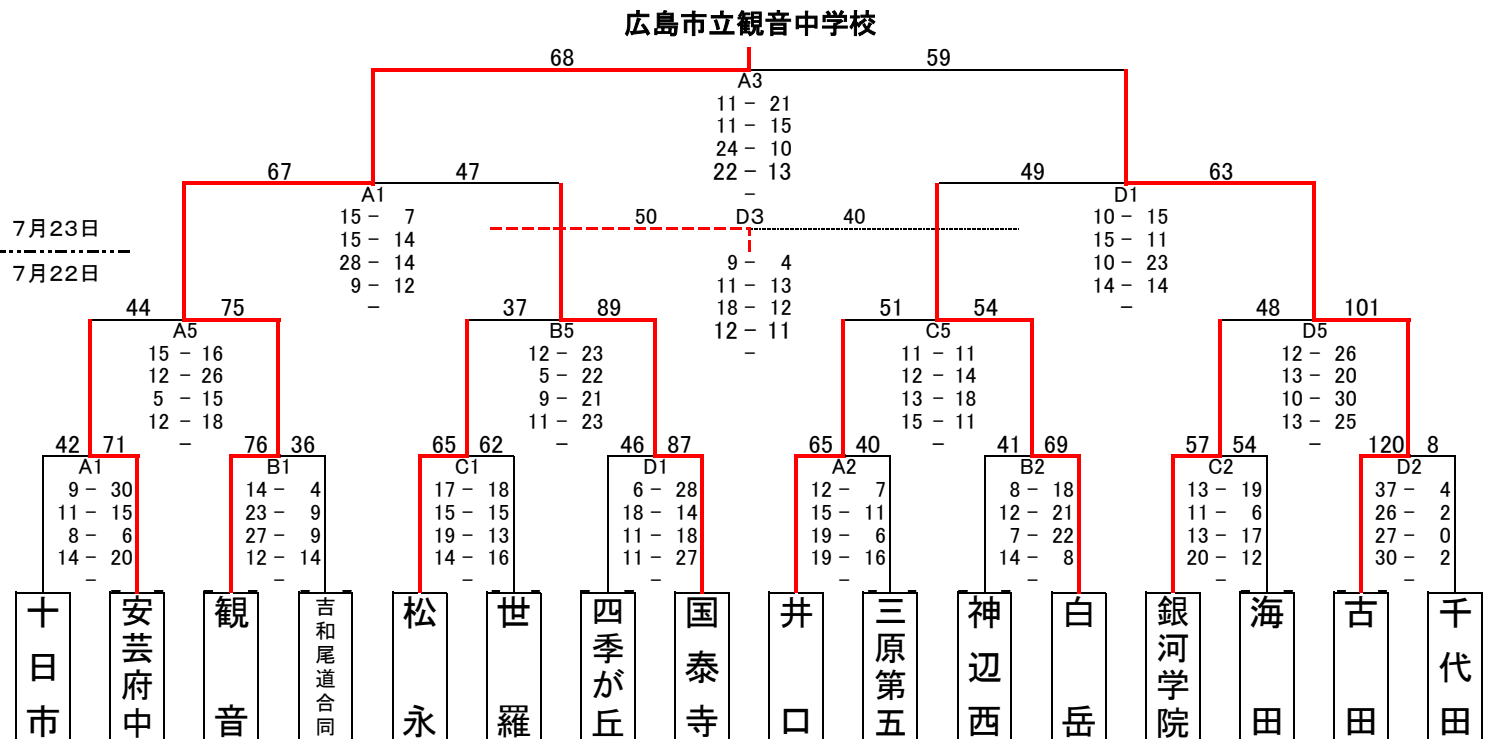 広島市立観音中学校
68 59
A3
11 － 21
11 － 15
24 － 10
22 － 13
－
67 47
A1
15 － 7
15 － 14
28 － 14
9 － 12
－
49 63
D1
10 － 15
15 － 11
10 － 23
14 － 14
－
7月23日
7月22日
50 D3 40
9 － 4
11 － 13
18 － 12
12 － 11
－
44 75
A5
15 － 16
12 － 26
5 － 15
12 － 18
－
37 89
B5
12 － 23
5 － 22
9 － 21
11 － 23
－
51 54
C5
11 － 11
12 － 14
13 － 18
15 － 11
－
48 101
D5
12 － 26
13 － 20
10 － 30
13 － 25
－
42 71
A1
9 － 30
11 － 15
8 － 6
14 － 20
－
76 36
B1
14 － 4
23 － 9
27 － 9
12 － 14
－
65 62
C1
17 － 18
15 － 15
19 － 13
14 － 16
－
46 87
D1
6 － 28
18 － 14
11 － 18
11 － 27
－
65 40
A2
12 － 7
15 － 11
19 － 6
19 － 16
－
41 69
B2
8 － 18
12 － 21
7 － 22
14 － 8
－
57 54
C2
13 － 19
11 － 6
13 － 17
20 － 12
－
120 8
D2
37 － 4
26 － 2
27 － 0
30 － 2
－
十日市
安芸府中
観音
吉和尾道合同
松永
世羅
四季が丘
国泰寺
井口
三原第五
神辺西
白岳
銀河学院
海田
古田
千代田